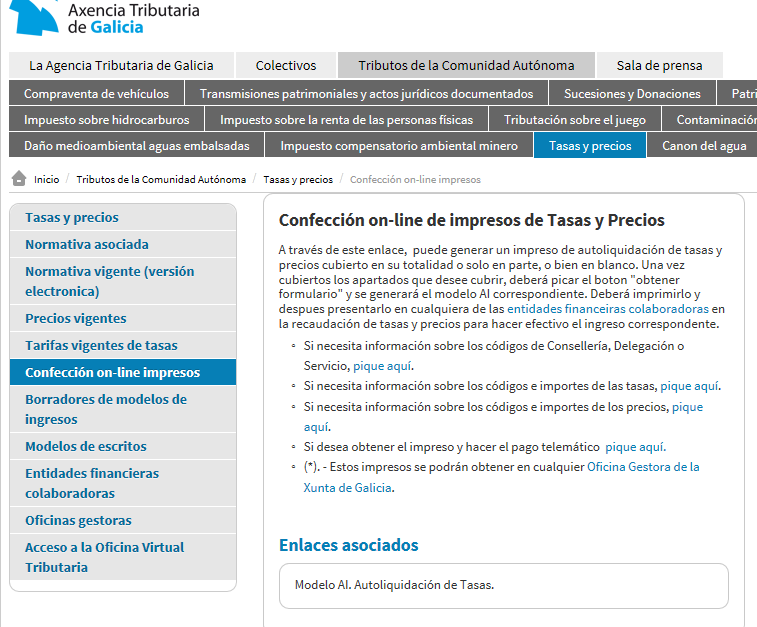 Axencia Tributaria
de Galicia
La Agencia Tributaria de Galicia
Colectivos
Tributos de la Comunidad Autónoma
Sala de prensa
Compraventa de vehículos
Transmisiones patrimoniales y actos jurídicos documentados
Sucesiones y Donaciones
Patri
Impuesto sobre hidrocarburos
Impuesto sobre la renta de las personas físicas
Tributación sobre el juego
Contaminación
Daño medioambiental aguas embalsadas
Impuesto compensatorio ambiental minero
Tasas y precios
Canon del agua
Inicio / Tributos de la Comunidad Autónoma / Tasas y precios / Confección on-line impresos
Tasas y precios
Normativa asociada
Normativa vigente (versión
electronica)
Precios vigentes
Tarifas vigentes de tasas
Confección on-line impresos
Borradores de modelos de
ingresos
Modelos de escritos
Entidades financieras
colaboradoras
Oficinas gestoras
Acceso a la Oficina Virtual
Tributaria
Confección on-line de impresos de Tasas y Precios
A través de este enlace, puede generar un impreso de autoliquidación de tasas y
precios cubierto en su totalidad o solo en parte, o bien en blanco. Una vez
cubiertos los apartados que desee cubrir, deberá picar el boton "obtener
formulario" y se generará el modelo AI correspondiente. Deberá imprimirlo y
despues presentarlo en cualquiera de las entidades financeiras colaboradoras en
la recaudación de tasas y precios para hacer efectivo el ingreso correspondente.
◦ Si necesita información sobre los códigos de Consellería, Delegación o
Servicio, pique aquí.
◦ Si necesita información sobre los códigos e importes de las tasas, pique aquí.
◦ Si necesita información sobre los códigos e importes de los precios, pique
aquí.
◦ Si desea obtener el impreso y hacer el pago telemático pique aquí.
◦ (*). - Estos impresos se podrán obtener en cualquier Oficina Gestora de la
Xunta de Galicia.
Enlaces asociados
Modelo AI. Autoliquidación de Tasas.